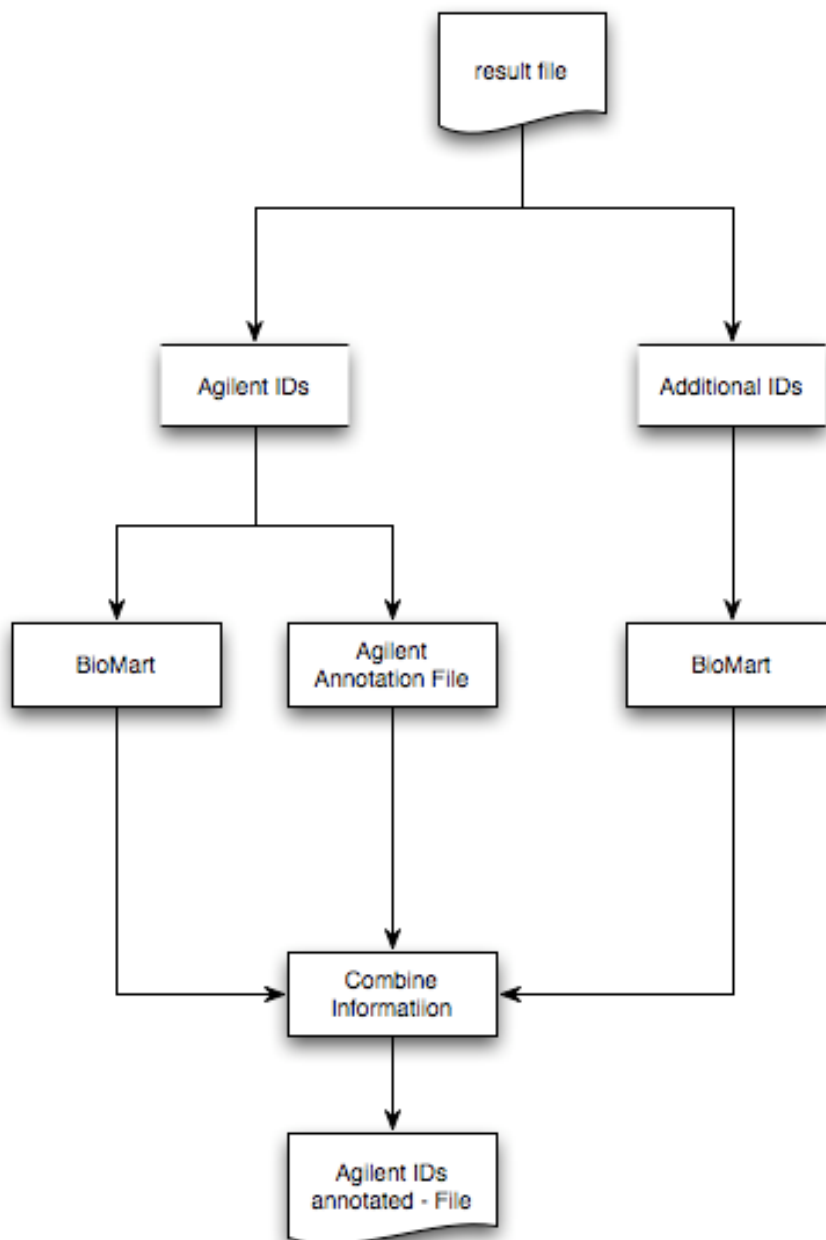 result file
Agilent IDs
Additional IDs
BioMart
Agilent
Annotation File
BioMart
Combine
Informatiion
Agilent IDs
annotated - File